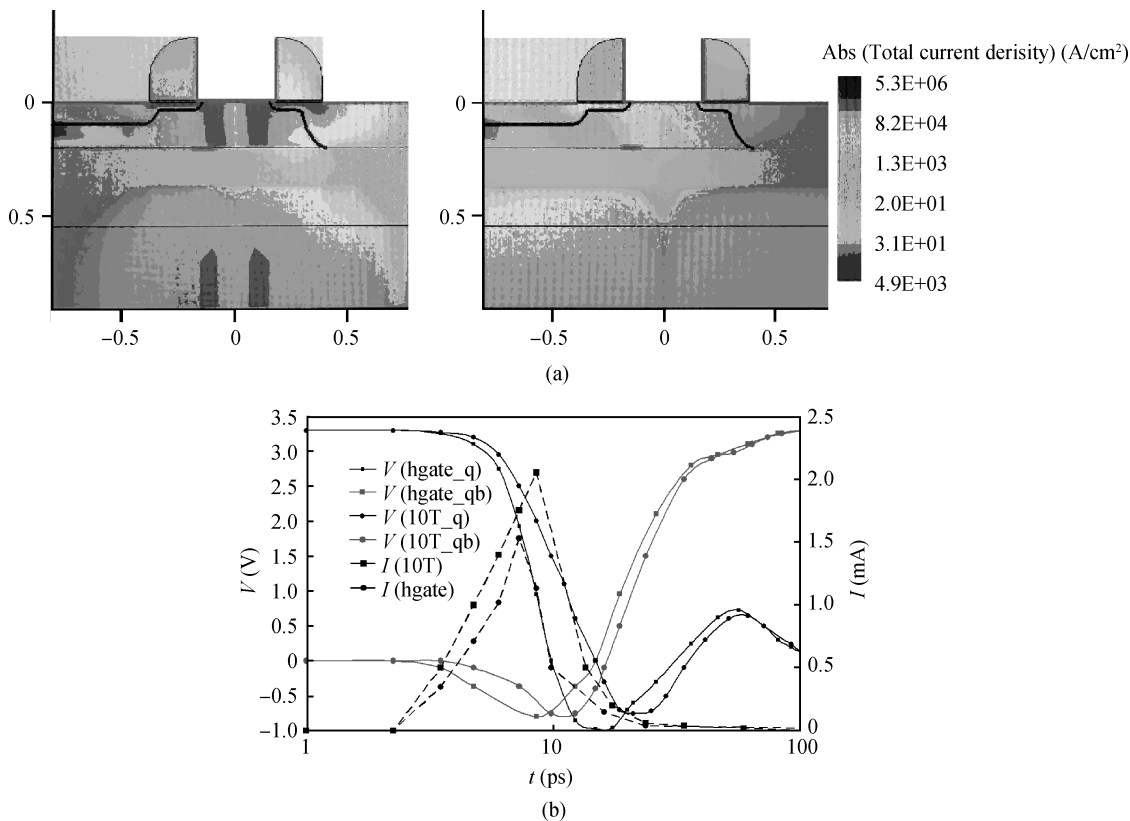 Abs (Total current derisity) (A/cm²)
5.3E+06
8.2E+04
1.3E+03
2.0E+01
3.1E+01
4.9E+03
0
0.5
−0.5 0 0.5
0
0.5
−0.5 0 0.5
(a)
3.5
3.0
2.5
2.0
1.5
1.0
0.5
0
−0.5
−1.0
V (V)
V (hgate_q)
V (hgate_qb)
V (10T_q)
V (10T_qb)
I (10T)
I (hgate)
2.5
2.0
1.5
1.0
0.5
0
I (mA)
1 10 100
t (ps)
(b)